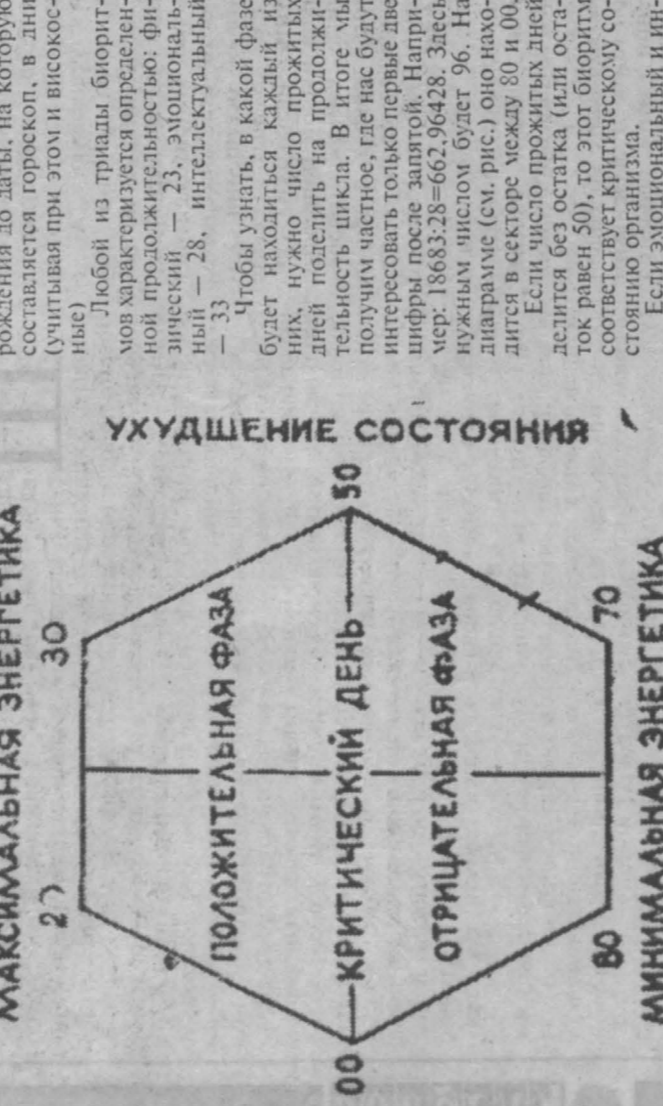 МАКСИМАЛЬНАЯ ЭНЕРГЕТИКА
20 30
ПОЛОЖИТЕЛЬНАЯ ФАЗА
00 КРИТИЧЕСКИЙ ДЕНЬ 50
ОТРИЦАТЕЛЬНАЯ ФАЗА
80 70
МИНИМАЛЬНАЯ ЭНЕРГЕТИКА
УХУДШЕНИЕ СОСТОЯНИЯ
рождения до даты, на которую
составляется гороскоп, в дни
(учитывая при этом и високос-
ные)
Любой из триады биорит-
мов характеризуется определен-
ной продолжительностью: фи-
зический — 23, эмоциональ-
ный — 28, интеллектуальный
— 33
Чтобы узнать, в какой фазе
будет находиться каждый из
них, нужно число прожитых
дней поделить на продолжи-
тельность цикла. В итоге мы
получим частное, где нас будут
интересовать только первые две
цифры после запятой. Напри-
мер: 18683:28=662,96428. Здесь
нужным числом будет 96. На
диаграмме (см. рис.) оно нахо-
дится в секторе между 80 и 00.
Если число прожитых дней
делится без остатка (или оста-
ток равен 50), то этот биоритм
соответствует критическому со-
стоянию организма.
Если эмоциональный и ин-